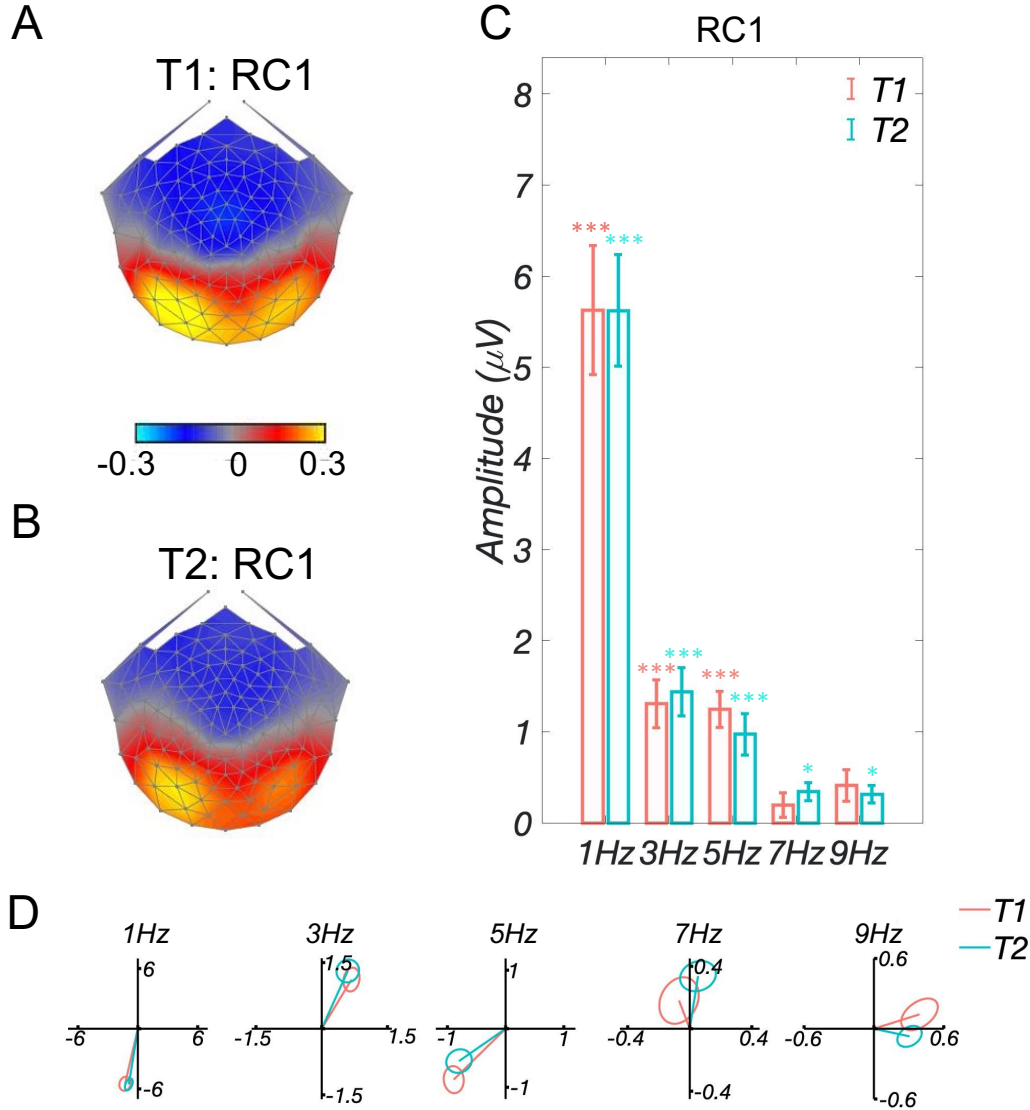 A
T1: RC1
-0.3 0 0.3
B
T2: RC1
C
RC1
T1
T2
Amplitude (μV)
8
7
6
5
4
3
2
1
0
*** ***
*** ***
*** ***
*
*
1Hz 3Hz 5Hz 7Hz 9Hz
D
T1
T2
1Hz
6
-6 6
-6
3Hz
1.5
-1.5 1.5
-1.5
5Hz
1
-1 1
-1
7Hz
0.4
-0.4 0.4
-0.4
9Hz
0.6
-0.6 0.6
-0.6